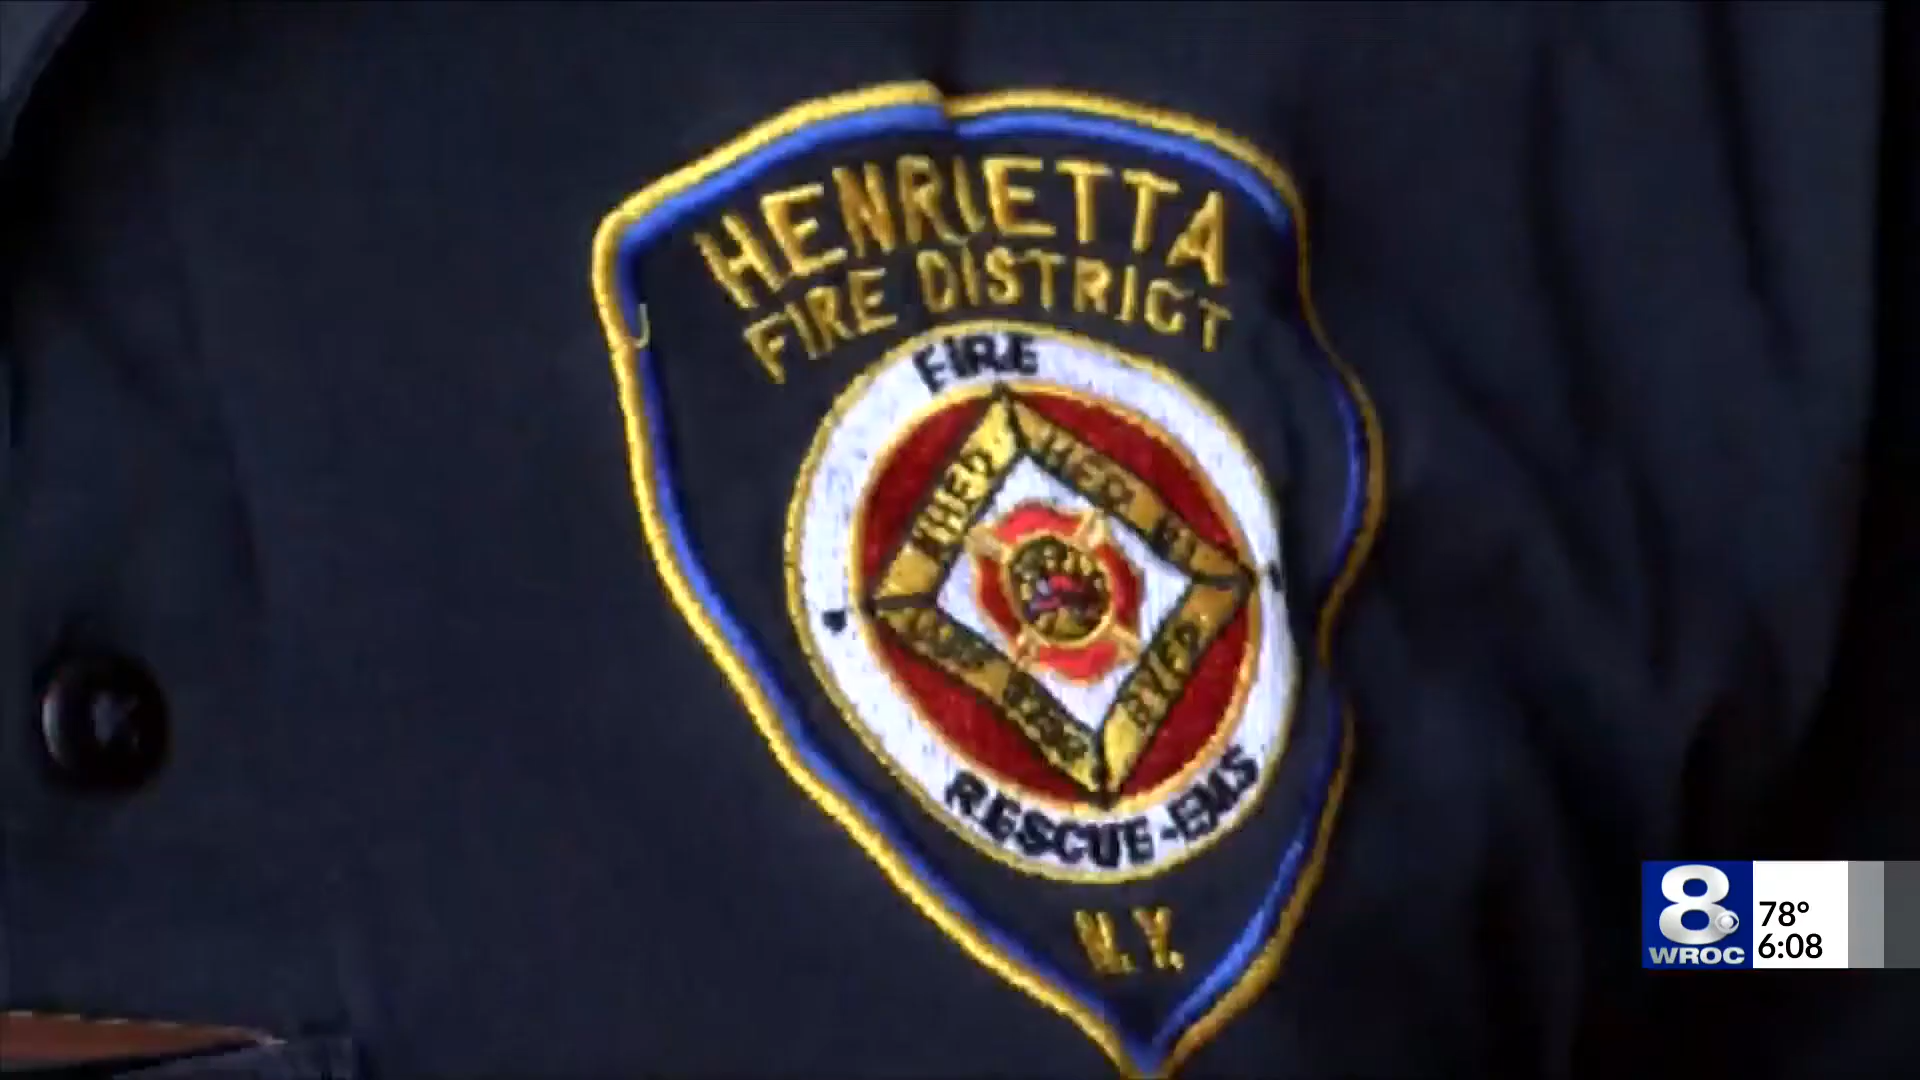 HENRIETTA
FIRE DISTRICT
FIRE
RESCUE-EMS
N.Y.
8
WROC
78°
6:08